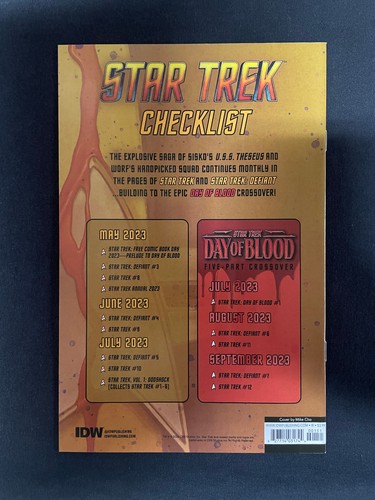 STAR TREK
CHECKLIST
THE EXPLOSIVE SAGA OF SISKO'S U.S.S. THESEUS AND
WORF'S HANDPICKED SQUAD CONTINUES MONTHLY IN
THE PAGES OF STAR TREK AND STAR TREK: DEFIANT
...BUILDING TO THE EPIC DAY OF BLOOD CROSSOVER!
MAY 2023
STAR TREK: FREE COMIC BOOK DAY
2023—PRELUDE TO DAY OF BLOOD
STAR TREK: DEFIANT #3
STAR TREK #8
STAR TREK ANNUAL 2023
JUNE 2023
STAR TREK: DEFIANT #4
STAR TREK #9
JULY 2023
STAR TREK: DEFIANT #5
STAR TREK #10
STAR TREK, VOL. 1: GODSHOCK
(COLLECTS STAR TREK #1–6)
STAR TREK
DAY OF BLOOD
FIVE-PART CROSSOVER
JULY 2023
STAR TREK: DAY OF BLOOD #1
AUGUST 2023
STAR TREK: DEFIANT #6
STAR TREK #11
SEPTEMBER 2023
STAR TREK: DEFIANT #7
STAR TREK #12
IDW
@IDWPUBLISHING
IDWPUBLISHING.COM
Cover by Mike Cho